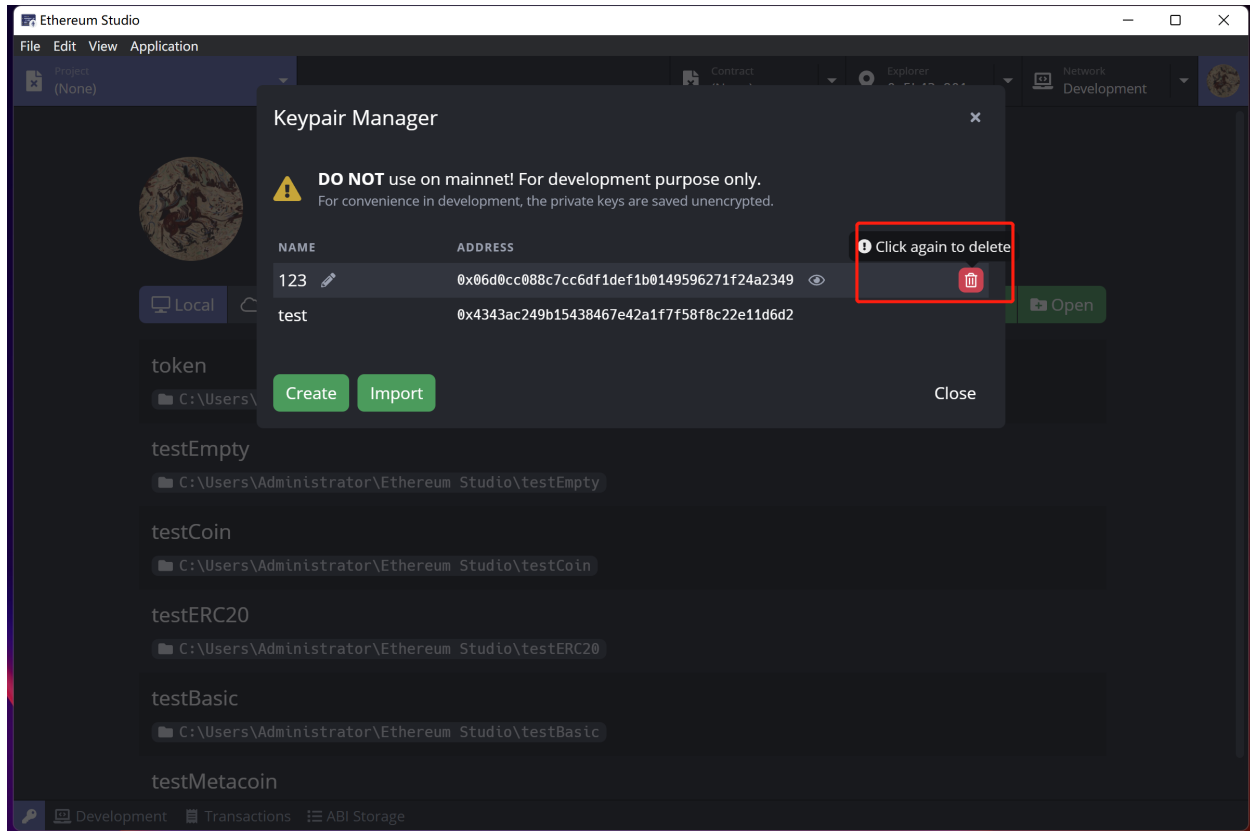 Ethereum Studio
File Edit View Application
Project
(None)
Contract
Explorer
Network
Development
Keypair Manager
DO NOT use on mainnet! For development purpose only.
For convenience in development, the private keys are saved unencrypted.
NAME ADDRESS
Click again to delete
123 0x06d0cc088c7cc6df1def1b0149596271f24a2349
test 0x4343ac249b15438467e42a1f7f58f8c22e11d6d2
Local
Open
Create Import Close
token
C:\Users\
testEmpty
C:\Users\Administrator\Ethereum Studio\testEmpty
testCoin
C:\Users\Administrator\Ethereum Studio\testCoin
testERC20
C:\Users\Administrator\Ethereum Studio\testERC20
testBasic
C:\Users\Administrator\Ethereum Studio\testBasic
testMetacoin
Development Transactions ABI Storage